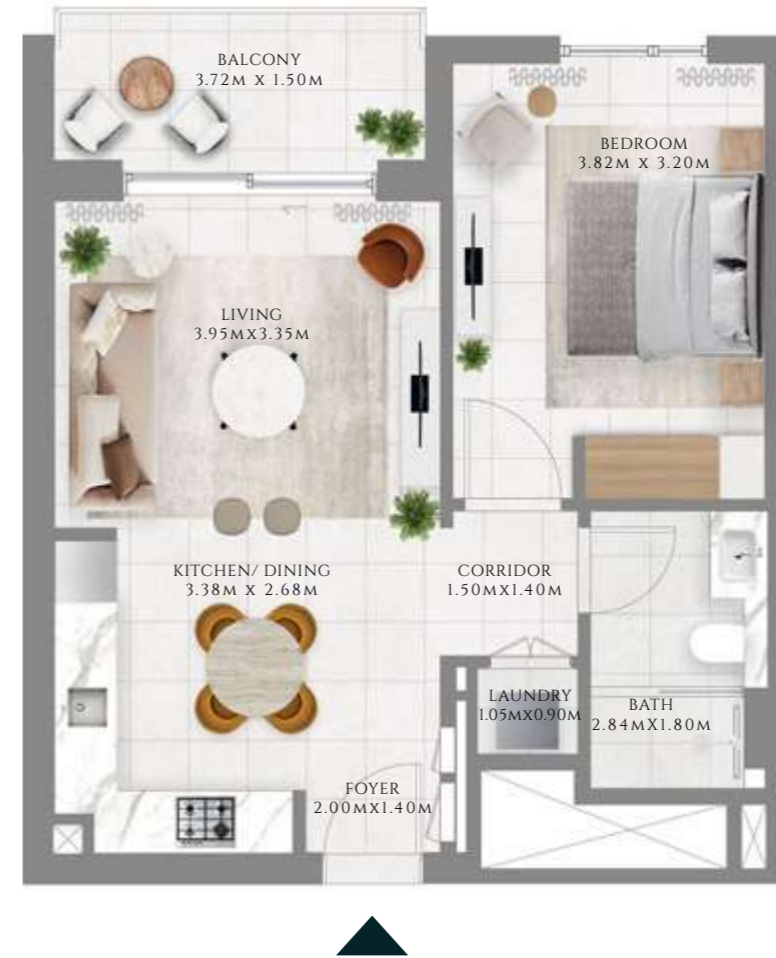 BALCONY
3.72M X 1.50M
BEDROOM
3.82M X 3.20M
LIVING
3.95MX3.35M
KITCHEN/ DINING
3.38M X 2.68M
CORRIDOR
1.50MX1.40M
LAUNDRY
1.05MX0.90M
BATH
2.84MX1.80M
FOYER
2.00MX1.40M